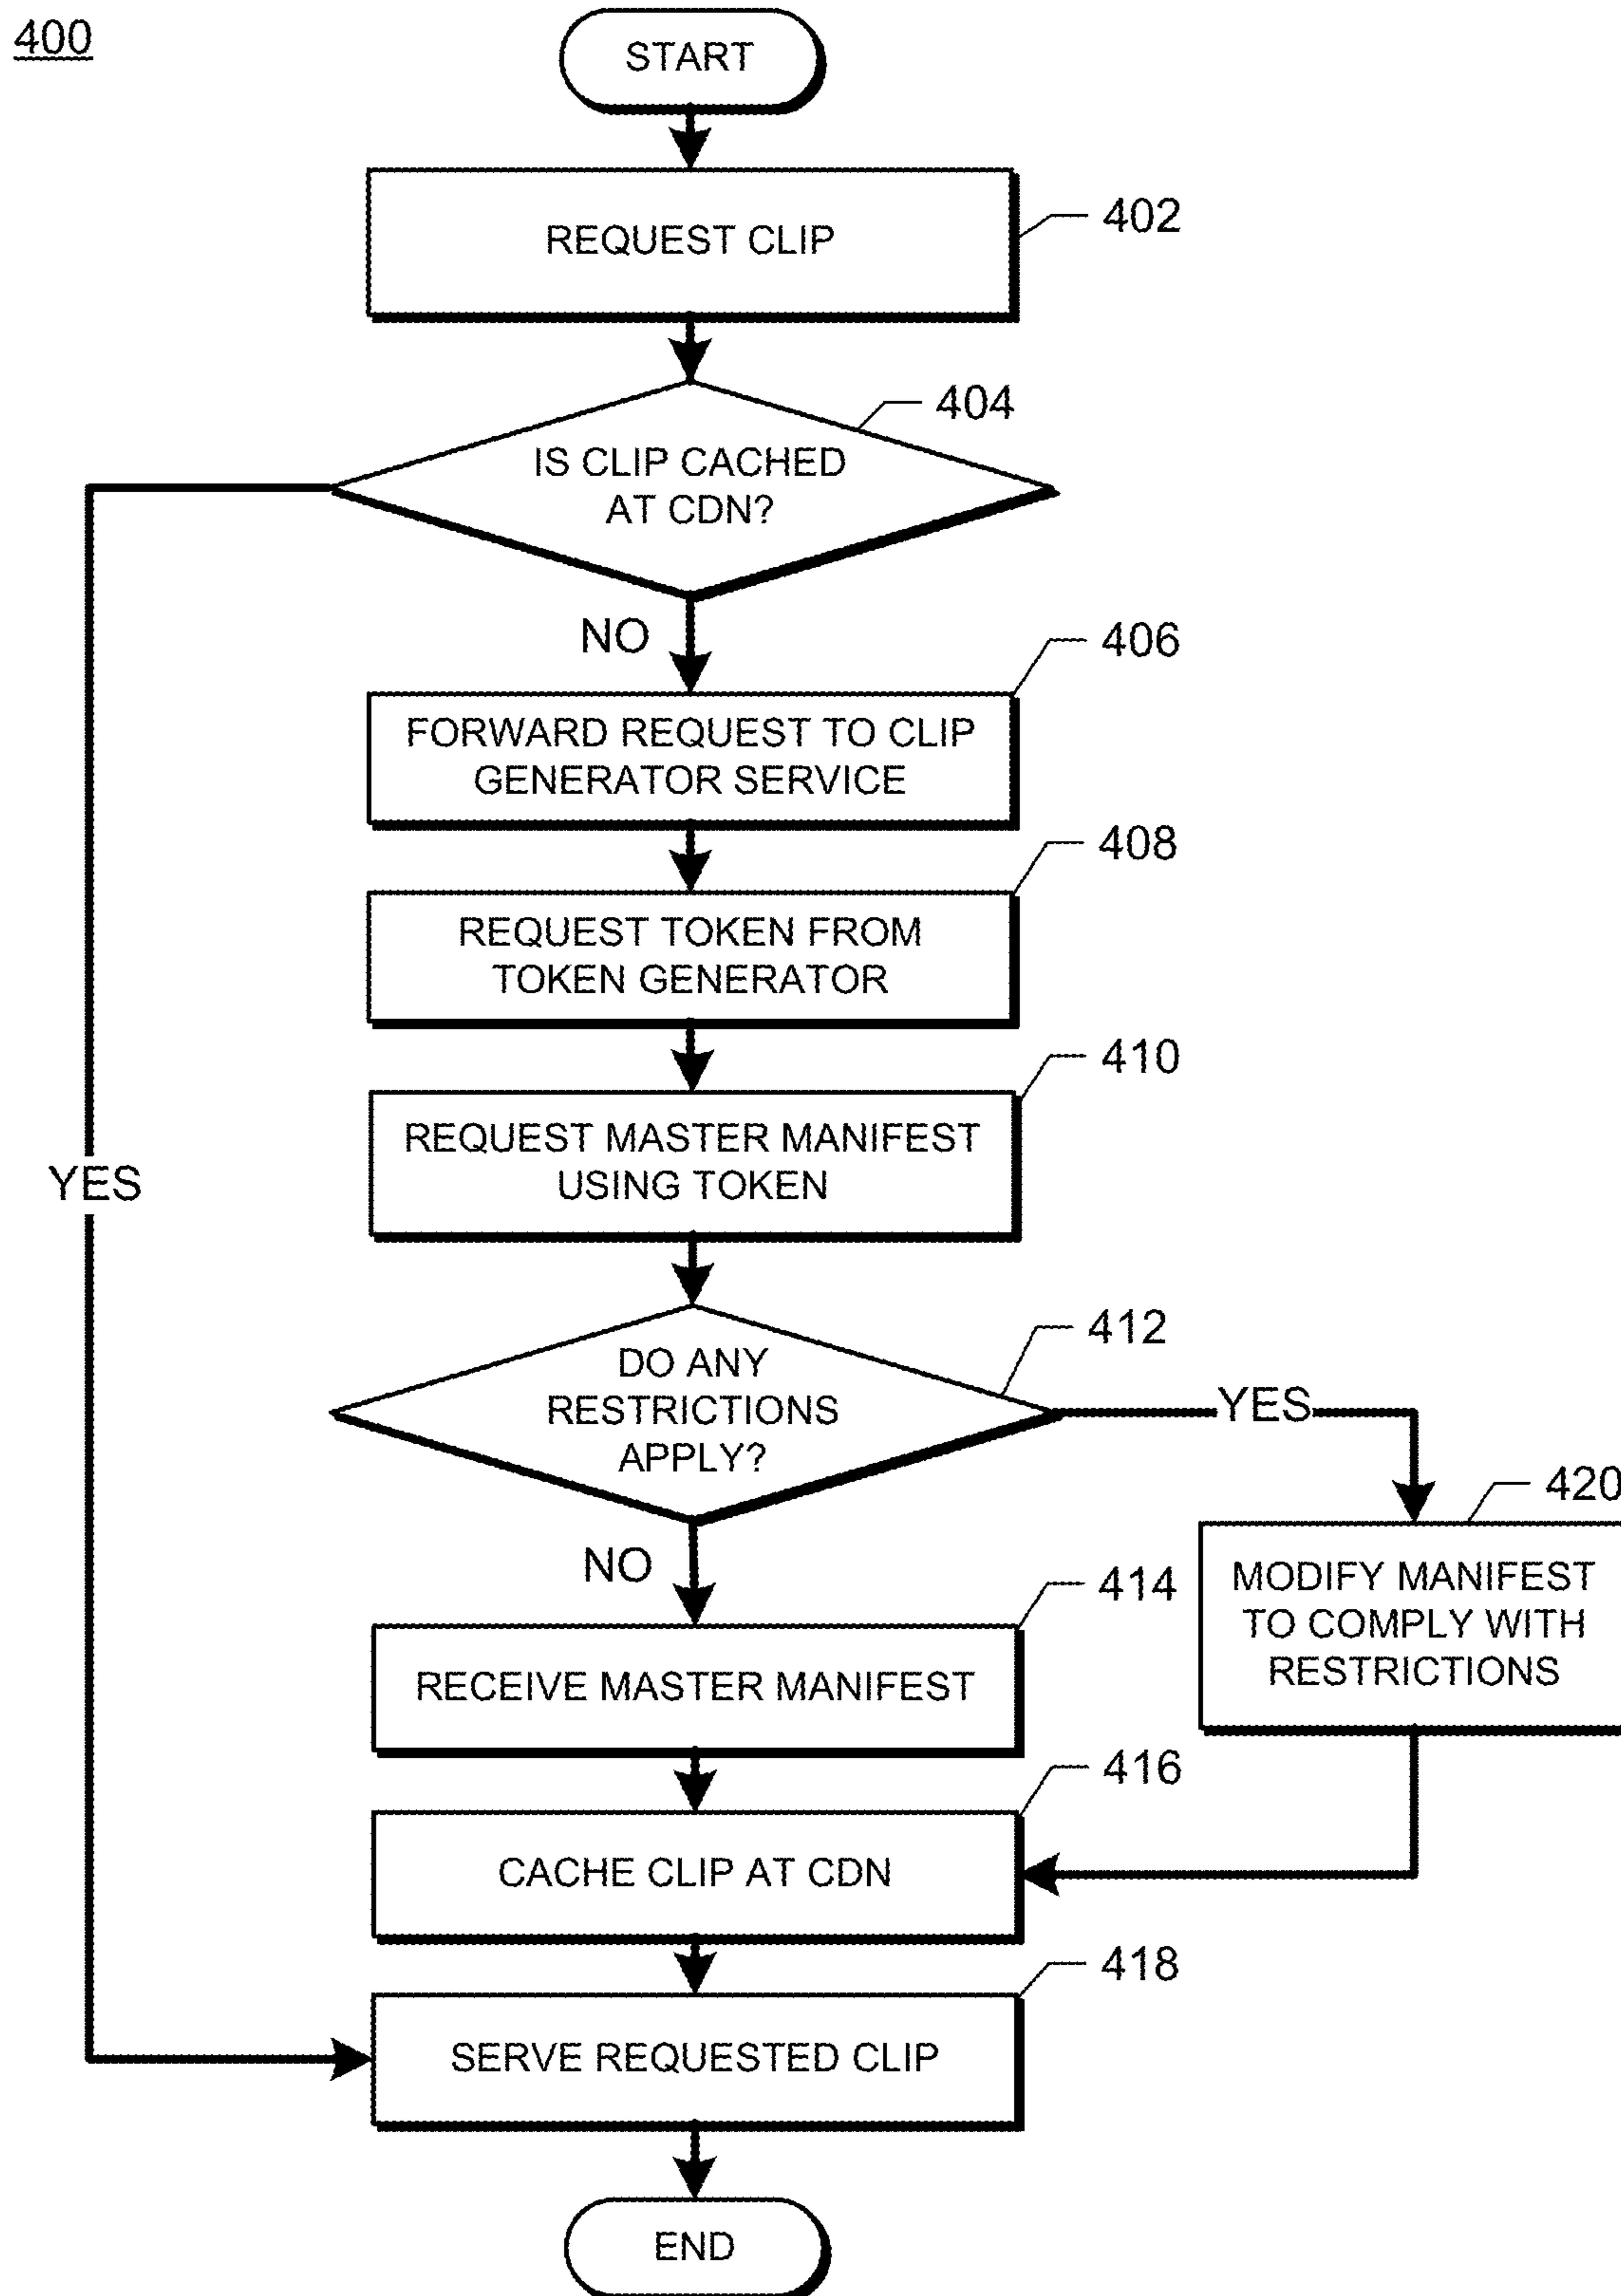 400
START
REQUEST CLIP
402
404
IS CLIP CACHED
AT CDN?
NO
406
FORWARD REQUEST TO CLIP
GENERATOR SERVICE
408
REQUEST TOKEN FROM
TOKEN GENERATOR
410
REQUEST MASTER MANIFEST
USING TOKEN
YES
412
DO ANY
RESTRICTIONS
APPLY?
YES
420
MODIFY MANIFEST
TO COMPLY WITH
RESTRICTIONS
NO
414
RECEIVE MASTER MANIFEST
416
CACHE CLIP AT CDN
418
SERVE REQUESTED CLIP
END